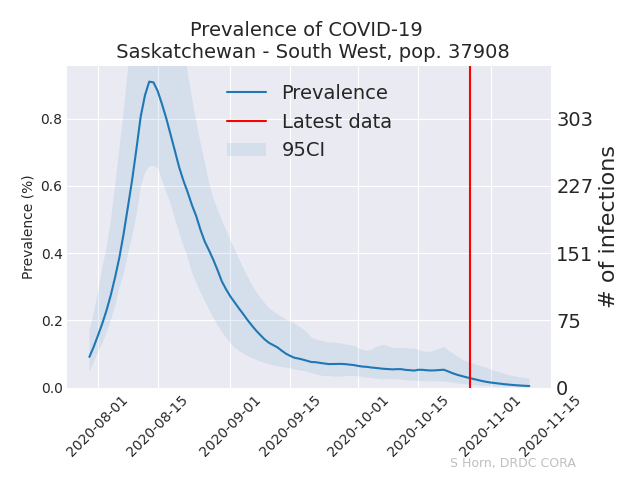 Prevalence of COVID-19
Saskatchewan - South West, pop. 37908
Prevalence
Latest data
95CI
Prevalence (%)
0.8
0.6
0.4
0.2
0.0
303
227
151
75
0
# of infections
2020-08-01
2020-08-15
2020-09-01
2020-09-15
2020-10-01
2020-10-15
2020-11-01
2020-11-15
S Horn, DRDC CORA